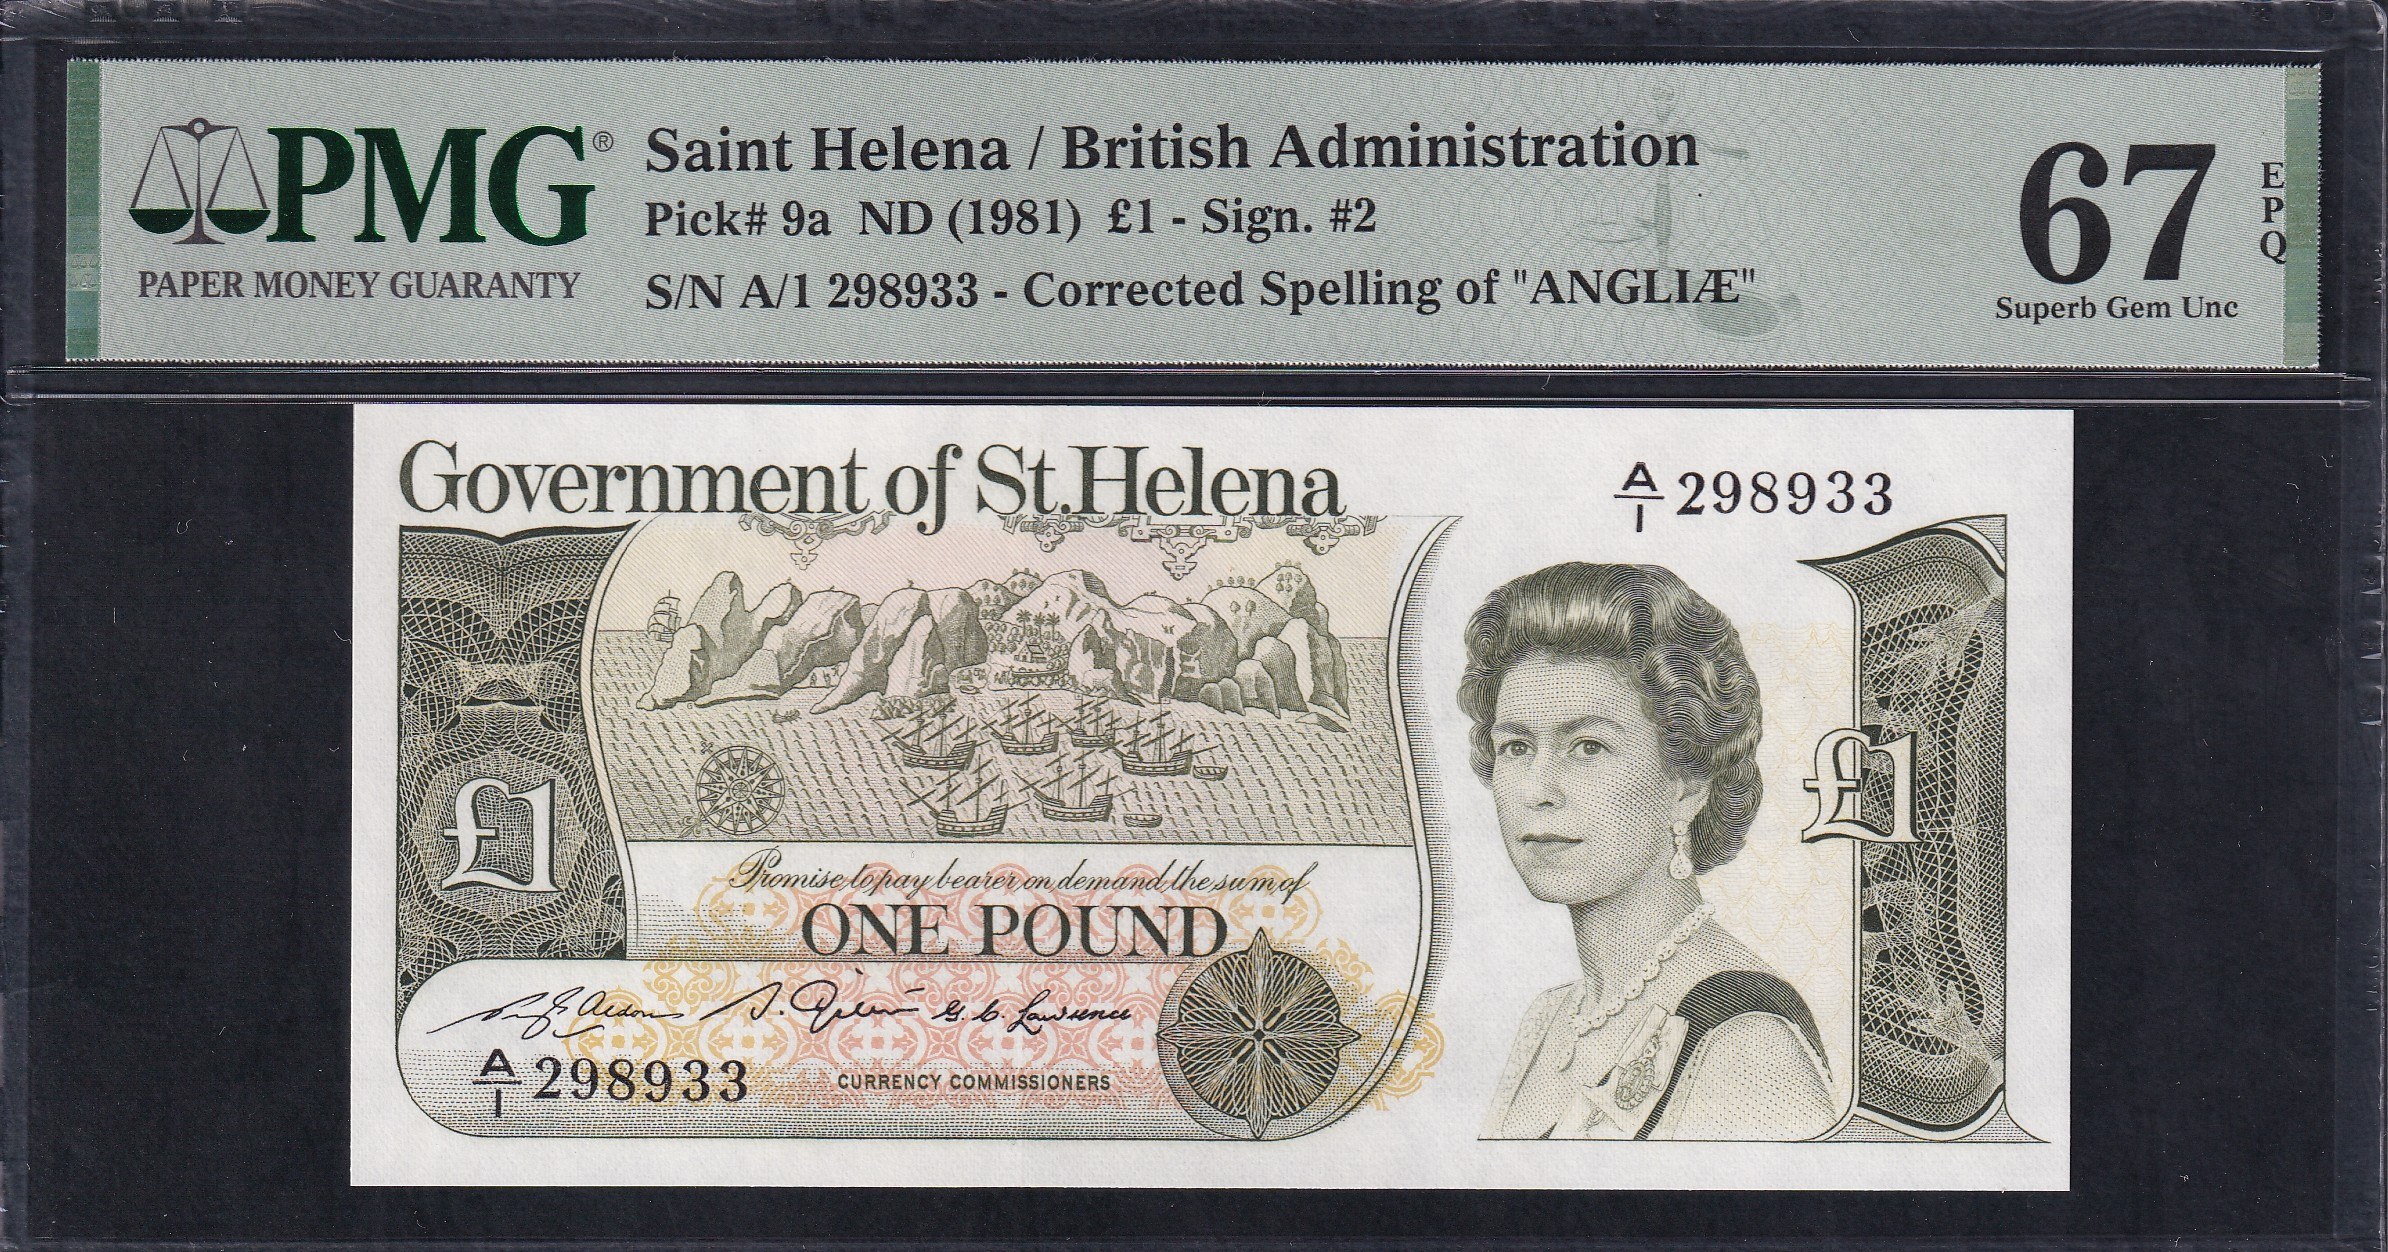 PMG®
PAPER MONEY GUARANTY
Saint Helena / British Administration
Pick# 9a ND (1981) £1 - Sign. #2
S/N A/1 298933 - Corrected Spelling of "ANGLIÆ"
67
EPQ
Superb Gem Unc
Government of St.Helena
A/1 298933
£1
£1
Promise to pay bearer on demand the sum of
ONE POUND
G. C. Lawrence
A/1 298933
CURRENCY COMMISSIONERS